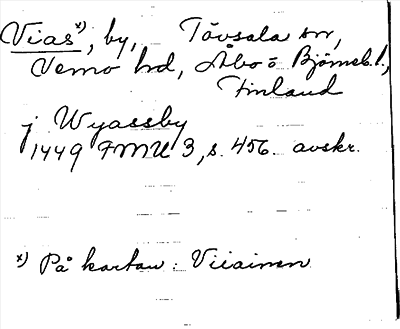 Vias x), by, Tövsala sn,
Vemo hd, Åbo o Björneb. l.,
Finland
j Wyassby
1449 FMU 3, s. 456. avskr.
x) På kartan: Viiainen